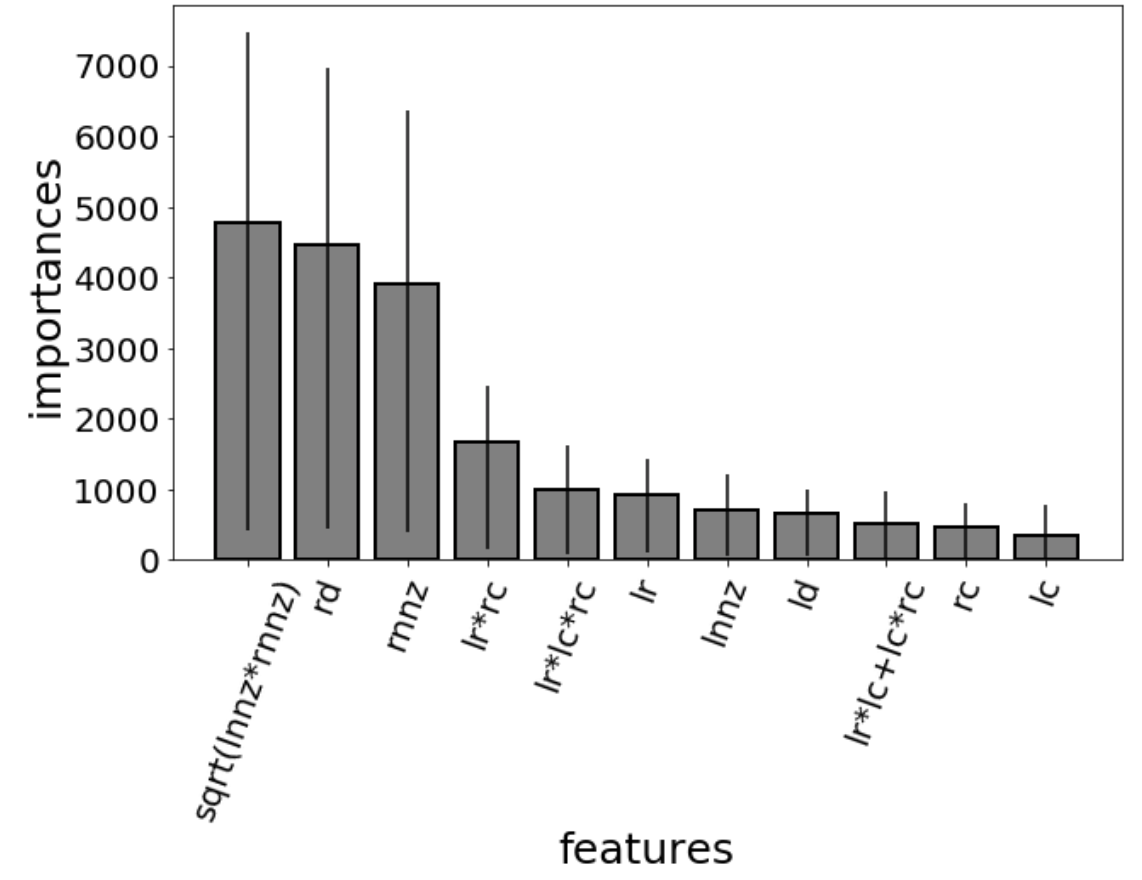 7000
6000
5000
4000
3000
2000
1000
0
importances
sqrt(lnnz*rnnz)
rd
rnnz
lr*rc
lr*lc*rc
lr
lnnz
ld
lr*lc+lc*rc
rc
lc
features